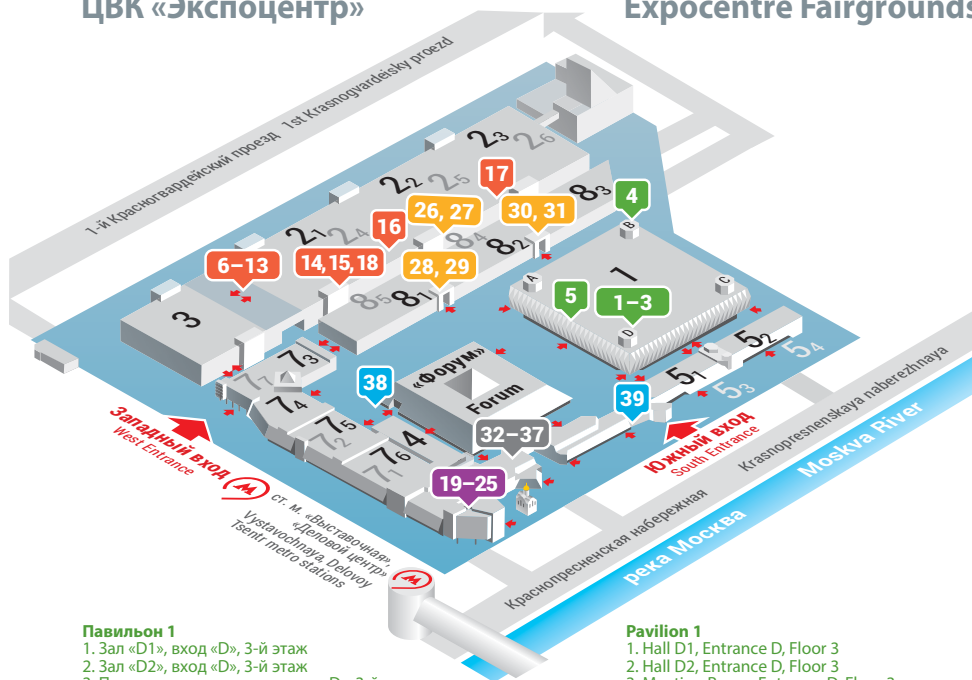 ЦВК «Экспоцентр»
Expocentre Fairgrounds
1-й Красногвардейский проезд 1st Krasnogvardeisky proezd
2₃
2₆
2₂
2₅
17
8₃
4
B
26, 27
30, 31
16
2₁
2₄
8₄
8₂
6–13
14,15,18
28, 29
A
1
C
5
1–3
D
3
8₅
8₁
5₂
5₄
7₃
7₇
«Форум»
Forum
38
39
5₁
5₃
7₄
7₅
7₂
32–37
7₆
4
7₁
19–25
Западный вход
West Entrance
Южный вход
South Entrance
ст. м. «Выставочная»,
«Деловой центр»
Vystavochnaya, Delovoy
Tsentr metro stations
Краснопресненская набережная
Krasnopresnenskaya naberezhnaya
река Москва
Moskva River
Павильон 1
1. Зал «D1», вход «D», 3-й этаж
2. Зал «D2», вход «D», 3-й этаж
Pavilion 1
1. Hall D1, Entrance D, Floor 3
2. Hall D2, Entrance D, Floor 3